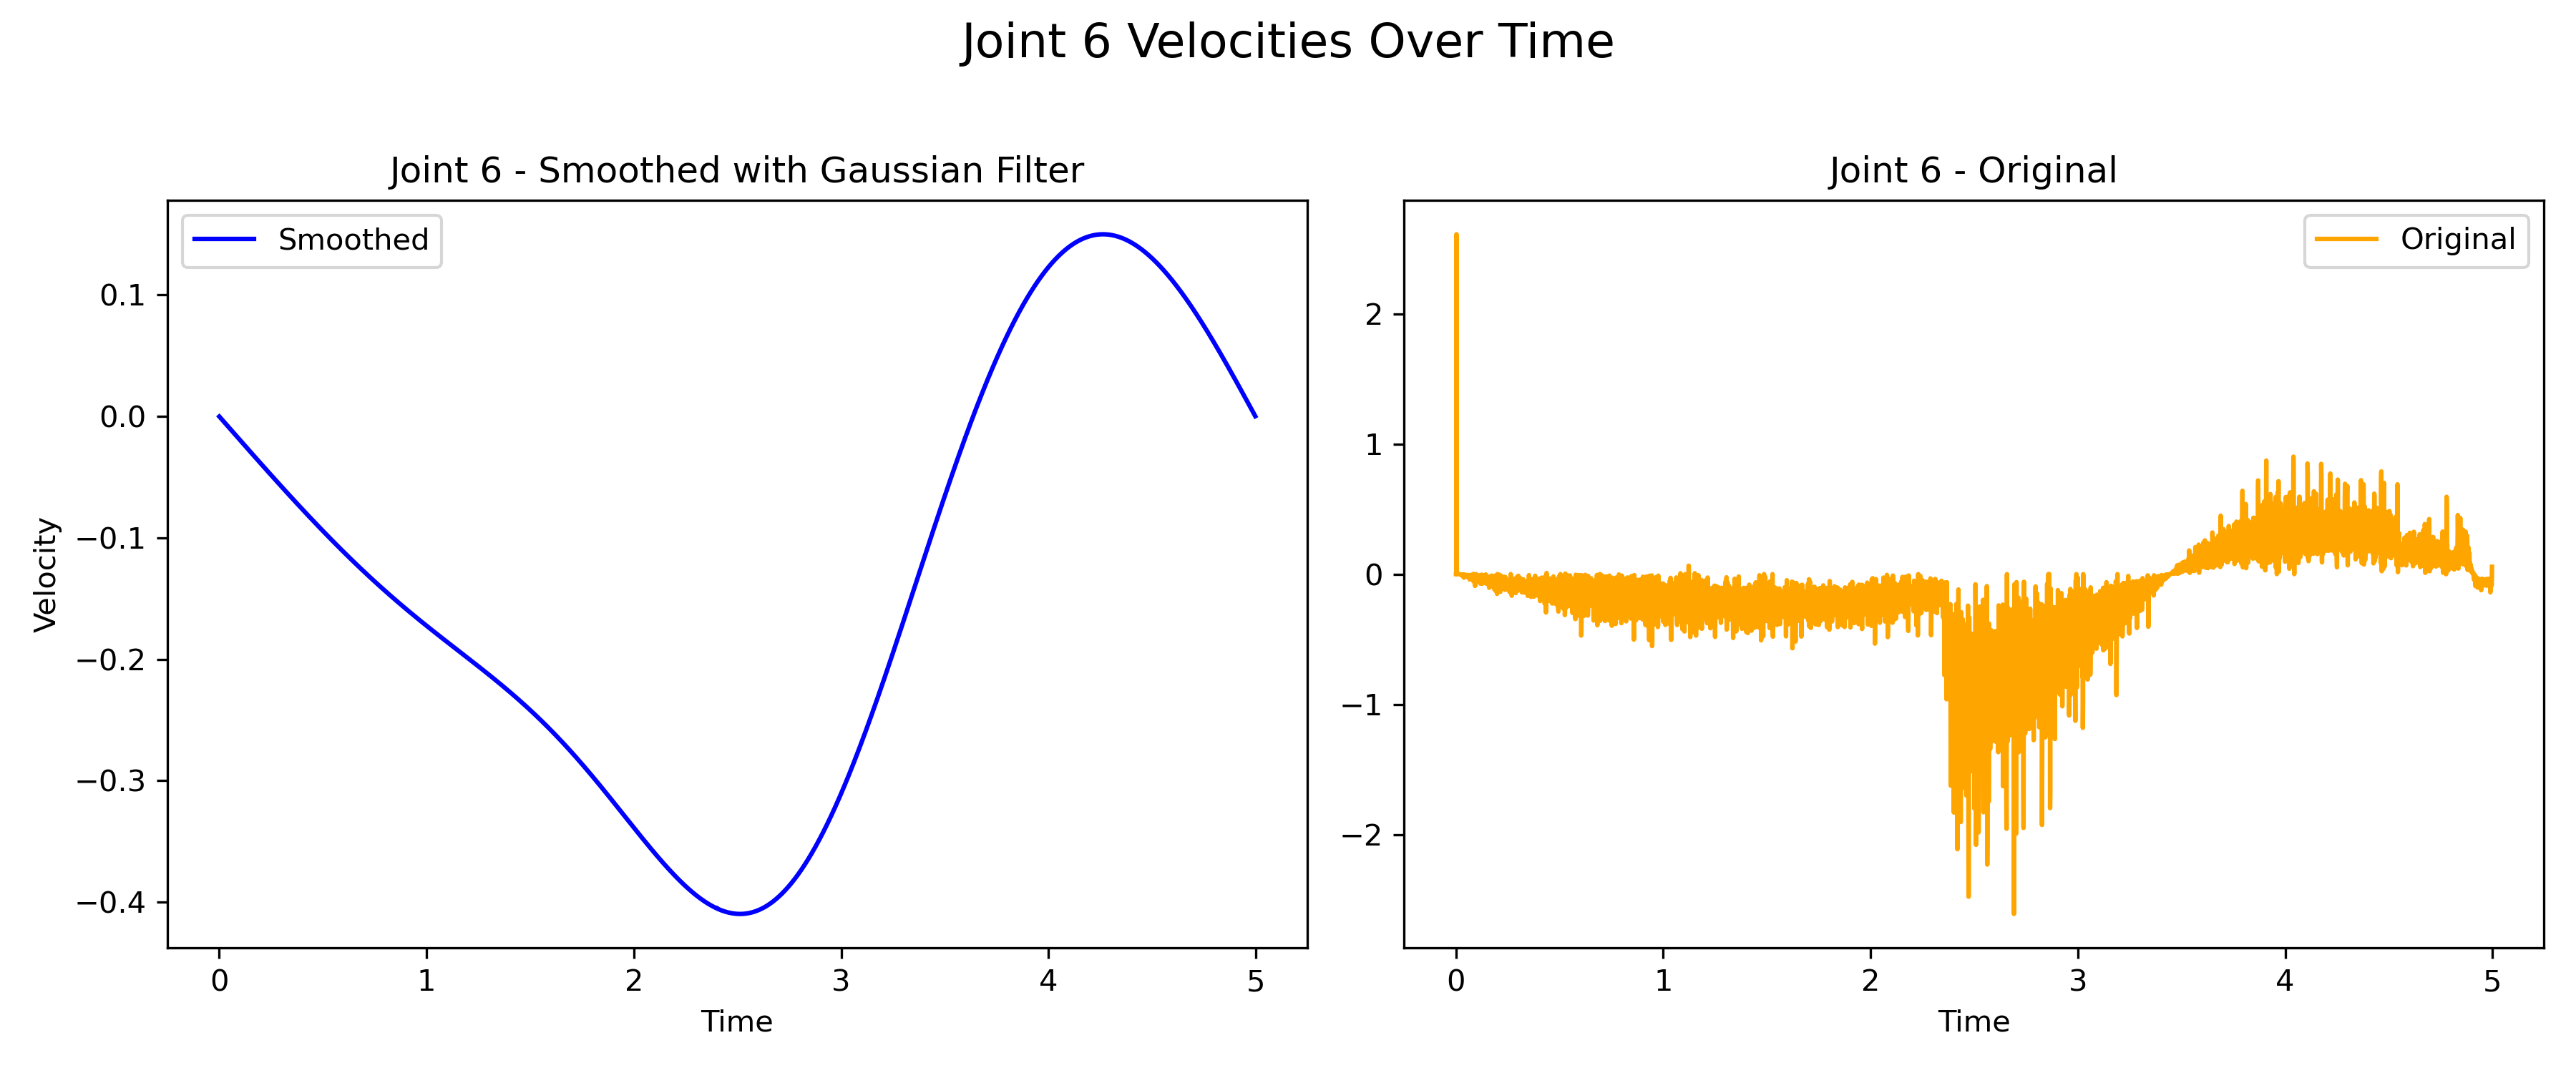 Joint 6 Velocities Over Time
Joint 6 - Smoothed with Gaussian Filter
Smoothed
Velocity
0.1
0.0
−0.1
−0.2
−0.3
−0.4
0 1 2 3 4 5
Time
Joint 6 - Original
Original
2
1
0
−1
−2
0 1 2 3 4 5
Time